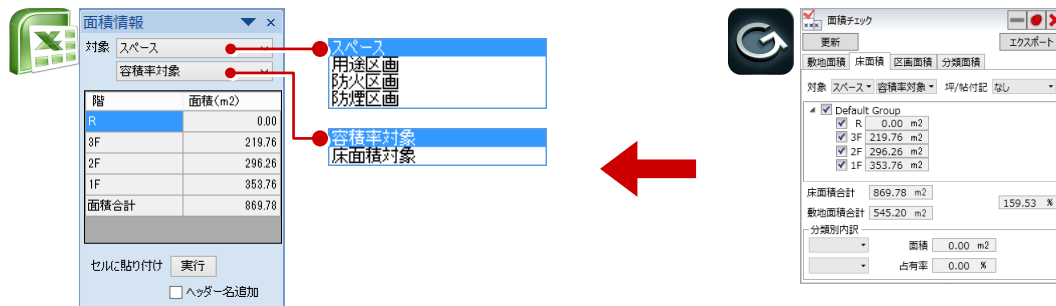 面積情報
対象 スペース
容積率対象
階 面積(m2)
R 0.00
3F 219.76
2F 296.26
1F 353.76
面積合計 869.78
セルに貼り付け 実行
ヘッダー名追加
スペース
用途区画
防火区画
防煙区画
容積率対象
床面積対象
面積チェック
更新 エクスポート
敷地面積 床面積 区画面積 分類面積
対象 スペース 容積率対象 坪/帖付記 なし
Default Group
R 0.00 m2
3F 219.76 m2
2F 296.26 m2
1F 353.76 m2
床面積合計 869.78 m2
159.53 %
敷地面積合計 545.20 m2
分類別内訳
面積 0.00 m2
占有率 0.00 %